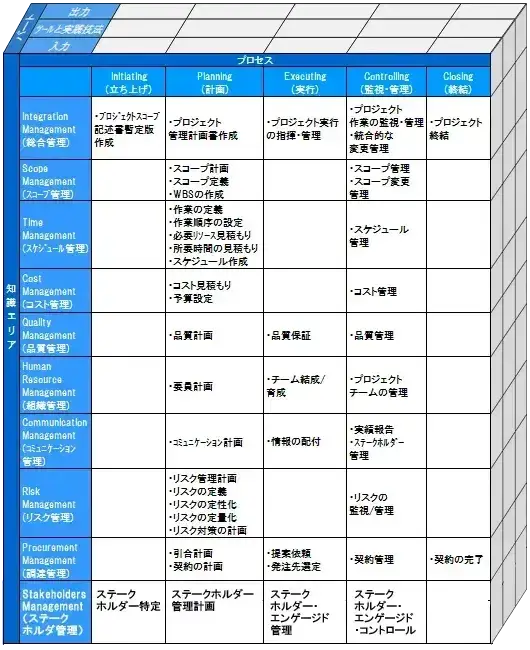 出力
ツールと実践技法
入力
プロセス
Initiating
(立ち上げ)
Planning
(計画)
Executing
(実行)
Controlling
(監視・管理)
Closing
(終結)
知識エリア
Integration
Management
(総合管理)
・プロジェクトスコープ
記述書暫定版
作成
・プロジェクト
管理計画書作成
・プロジェクト実行
の指揮・管理
・プロジェクト
作業の監視・管理
・統合的な
変更管理
・プロジェクト
終結
Scope
Management
(スコープ管理)
・スコープ計画
・スコープ定義
・WBSの作成
・スコープ管理
・スコープ変更
管理
Time
Management
(スケジュール管理)
・作業の定義
・作業順序の設定
・必要リソース見積もり
・所要時間の見積もり
・スケジュール作成
・スケジュール
管理
Cost
Management
(コスト管理)
・コスト見積もり
・予算設定
・コスト管理
Quality
Management
(品質管理)
・品質計画
・品質保証
・品質管理
Human
Resource
Management
(組織管理)
・要員計画
・チーム結成/
育成
・プロジェクト
チームの管理
Communication
Management
(コミュニケーション
管理)
・コミュニケーション計画
・情報の配付
・実績報告
・ステークホルダー
管理
Risk
Management
(リスク管理)
・リスク管理計画
・リスクの定義
・リスクの定性化
・リスクの定量化
・リスク対策の計画
・リスクの
監視/管理
Procurement
Management
(調達管理)
・引合計画
・契約の計画
・提案依頼
・発注先選定
・契約管理
・契約の完了
Stakeholders
Management
(ステーク
ホルダ管理)
ステーク
ホルダー特定
ステークホルダー
管理計画
ステーク
ホルダー・
エンゲージド
管理
ステーク
ホルダー・
エンゲージド
・コントロール